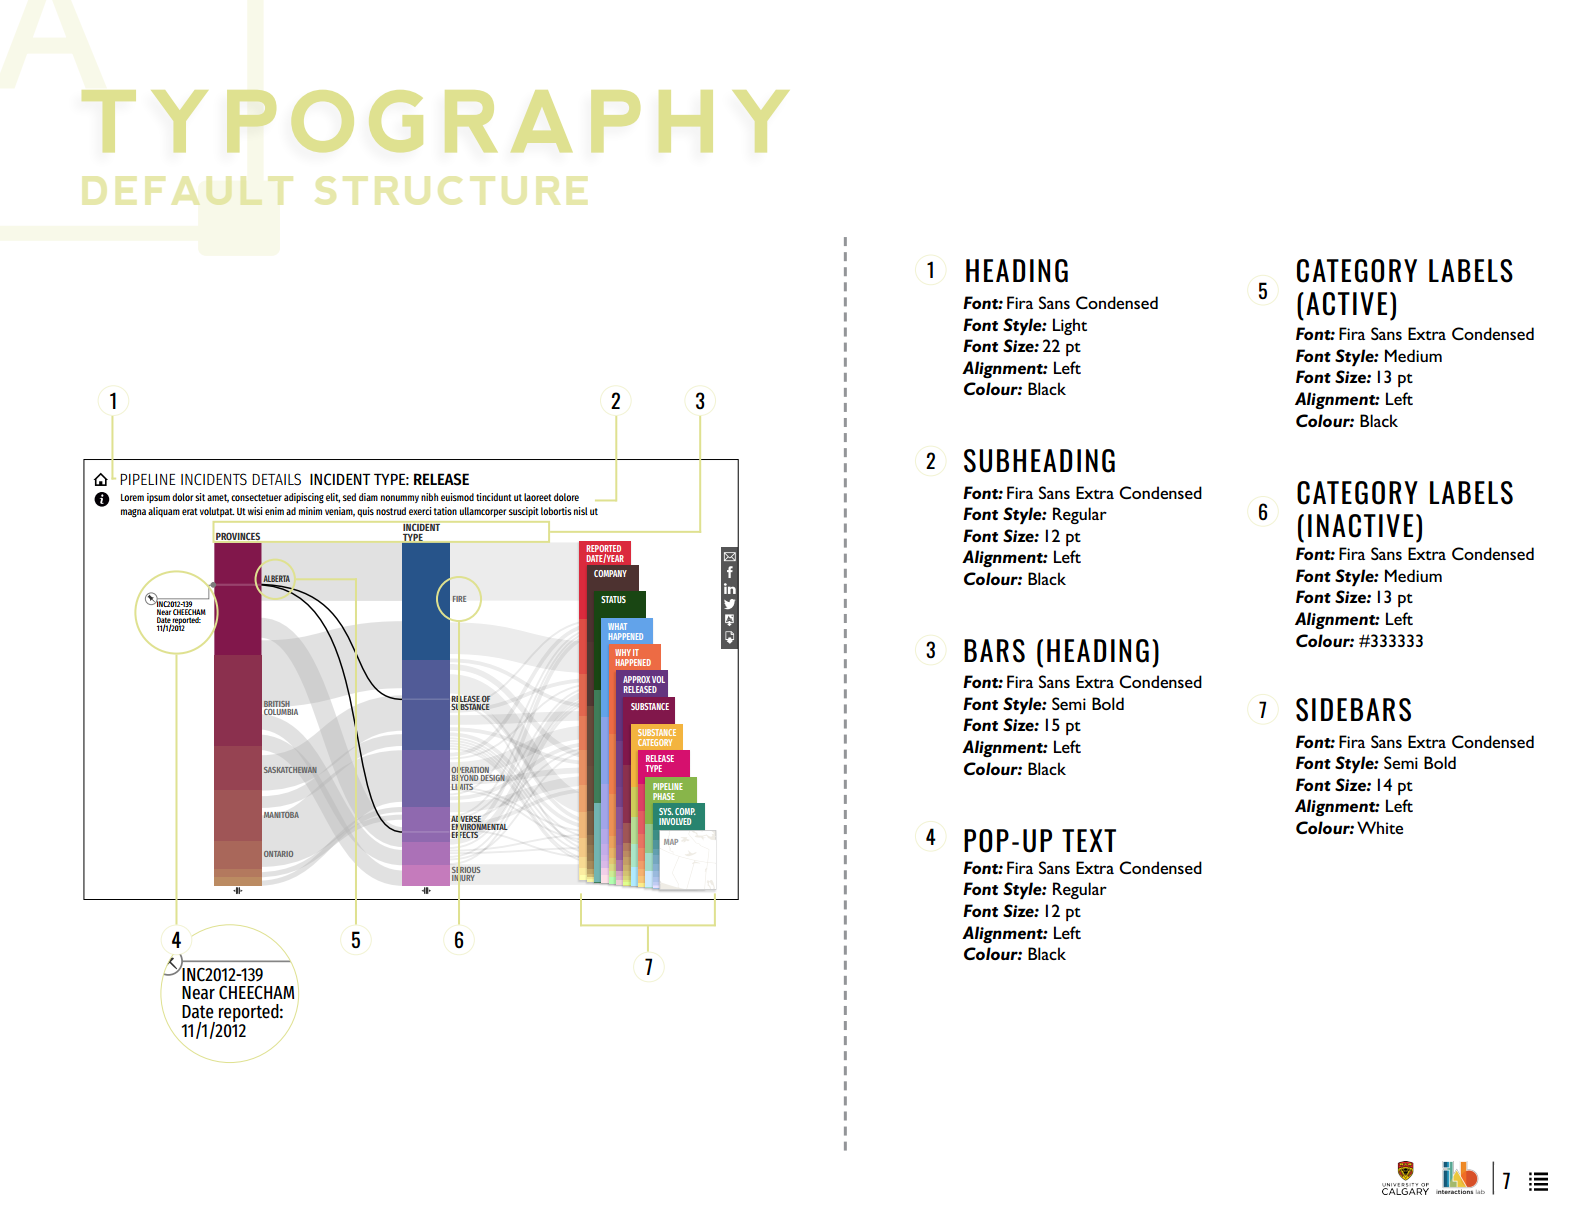 TYPOGRAPHY
DEFAULT STRUCTURE
1
2
3
PIPELINE INCIDENTS DETAILS INCIDENT TYPE: RELEASE
Lorem ipsum dolor sit amet, consectetuer adipiscing elit, sed diam nonummy nibh euismod tincidunt ut laoreet dolore
magna aliquam erat volutpat. Ut wisi enim ad minim veniam, quis nostrud exerci tation ullamcorper suscipit lobortis nisl ut
PROVINCES
INCIDENT
TYPE
ALBERTA
BRITISH
COLUMBIA
SASKATCHEWAN
MANITOBA
ONTARIO
INC2012-139
Near CHEECHAM
Date reported:
11/1/2012
FIRE
RELEASE OF
SUBSTANCE
OPERATION
BEYOND DESIGN
LIMITS
ADVERSE
ENVIRONMENTAL
EFFECTS
SERIOUS
INJURY
REPORTED
DATE/YEAR
COMPANY
STATUS
WHAT
HAPPENED
WHY IT
HAPPENED
APPROX VOL
RELEASED
SUBSTANCE
SUBSTANCE
CATEGORY
RELEASE
TYPE
PIPELINE
PHASE
SYS. COMP.
INVOLVED
MAP
4
5
6
7
INC2012-139
Near CHEECHAM
Date reported:
11/1/2012
1
HEADING
Font: Fira Sans Condensed
Font Style: Light
Font Size: 22 pt
Alignment: Left
Colour: Black
2
SUBHEADING
Font: Fira Sans Extra Condensed
Font Style: Regular
Font Size: 12 pt
Alignment: Left
Colour: Black
3
BARS (HEADING)
Font: Fira Sans Extra Condensed
Font Style: Semi Bold
Font Size: 15 pt
Alignment: Left
Colour: Black
4
POP-UP TEXT
Font: Fira Sans Extra Condensed
Font Style: Regular
Font Size: 12 pt
Alignment: Left
Colour: Black
5
CATEGORY LABELS
(ACTIVE)
Font: Fira Sans Extra Condensed
Font Style: Medium
Font Size: 13 pt
Alignment: Left
Colour: Black
6
CATEGORY LABELS
(INACTIVE)
Font: Fira Sans Extra Condensed
Font Style: Medium
Font Size: 13 pt
Alignment: Left
Colour: #333333
7
SIDEBARS
Font: Fira Sans Extra Condensed
Font Style: Semi Bold
Font Size: 14 pt
Alignment: Left
Colour: White
UNIVERSITY OF
CALGARY
ilab
interactions lab
7